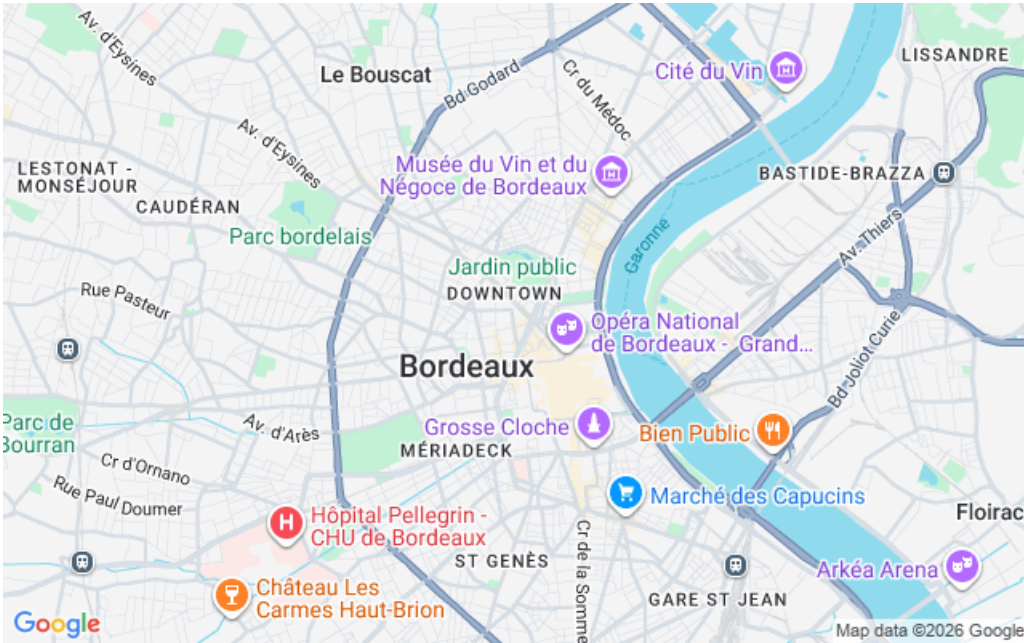 Av. d'Eysines
Le Bouscat
Bd Godard
Cr du Médoc
Cité du Vin
LISSANDRE
Av. d'Eysines
LESTONAT -
MONSÉJOUR
CAUDÉRAN
Musée du Vin et du
Négoce de Bordeaux
BASTIDE-BRAZZA
Parc bordelais
Garonne
Av. Thiers
Jardin public
DOWNTOWN
Rue Pasteur
Opéra National
de Bordeaux - Grand...
Bordeaux
Bd Joliot Curie
Parc de
Bourran
Av. d'Arès
Grosse Cloche
Bien Public
MÉRIADECK
Cr d'Ornano
Rue Paul Doumer
Marché des Capucins
Hôpital Pellegrin -
CHU de Bordeaux
Floirac
ST GENÈS
Cr de la Somme
Arkéa Arena
Château Les
Carmes Haut-Brion
GARE ST JEAN
Google
Map data ©2026 Google